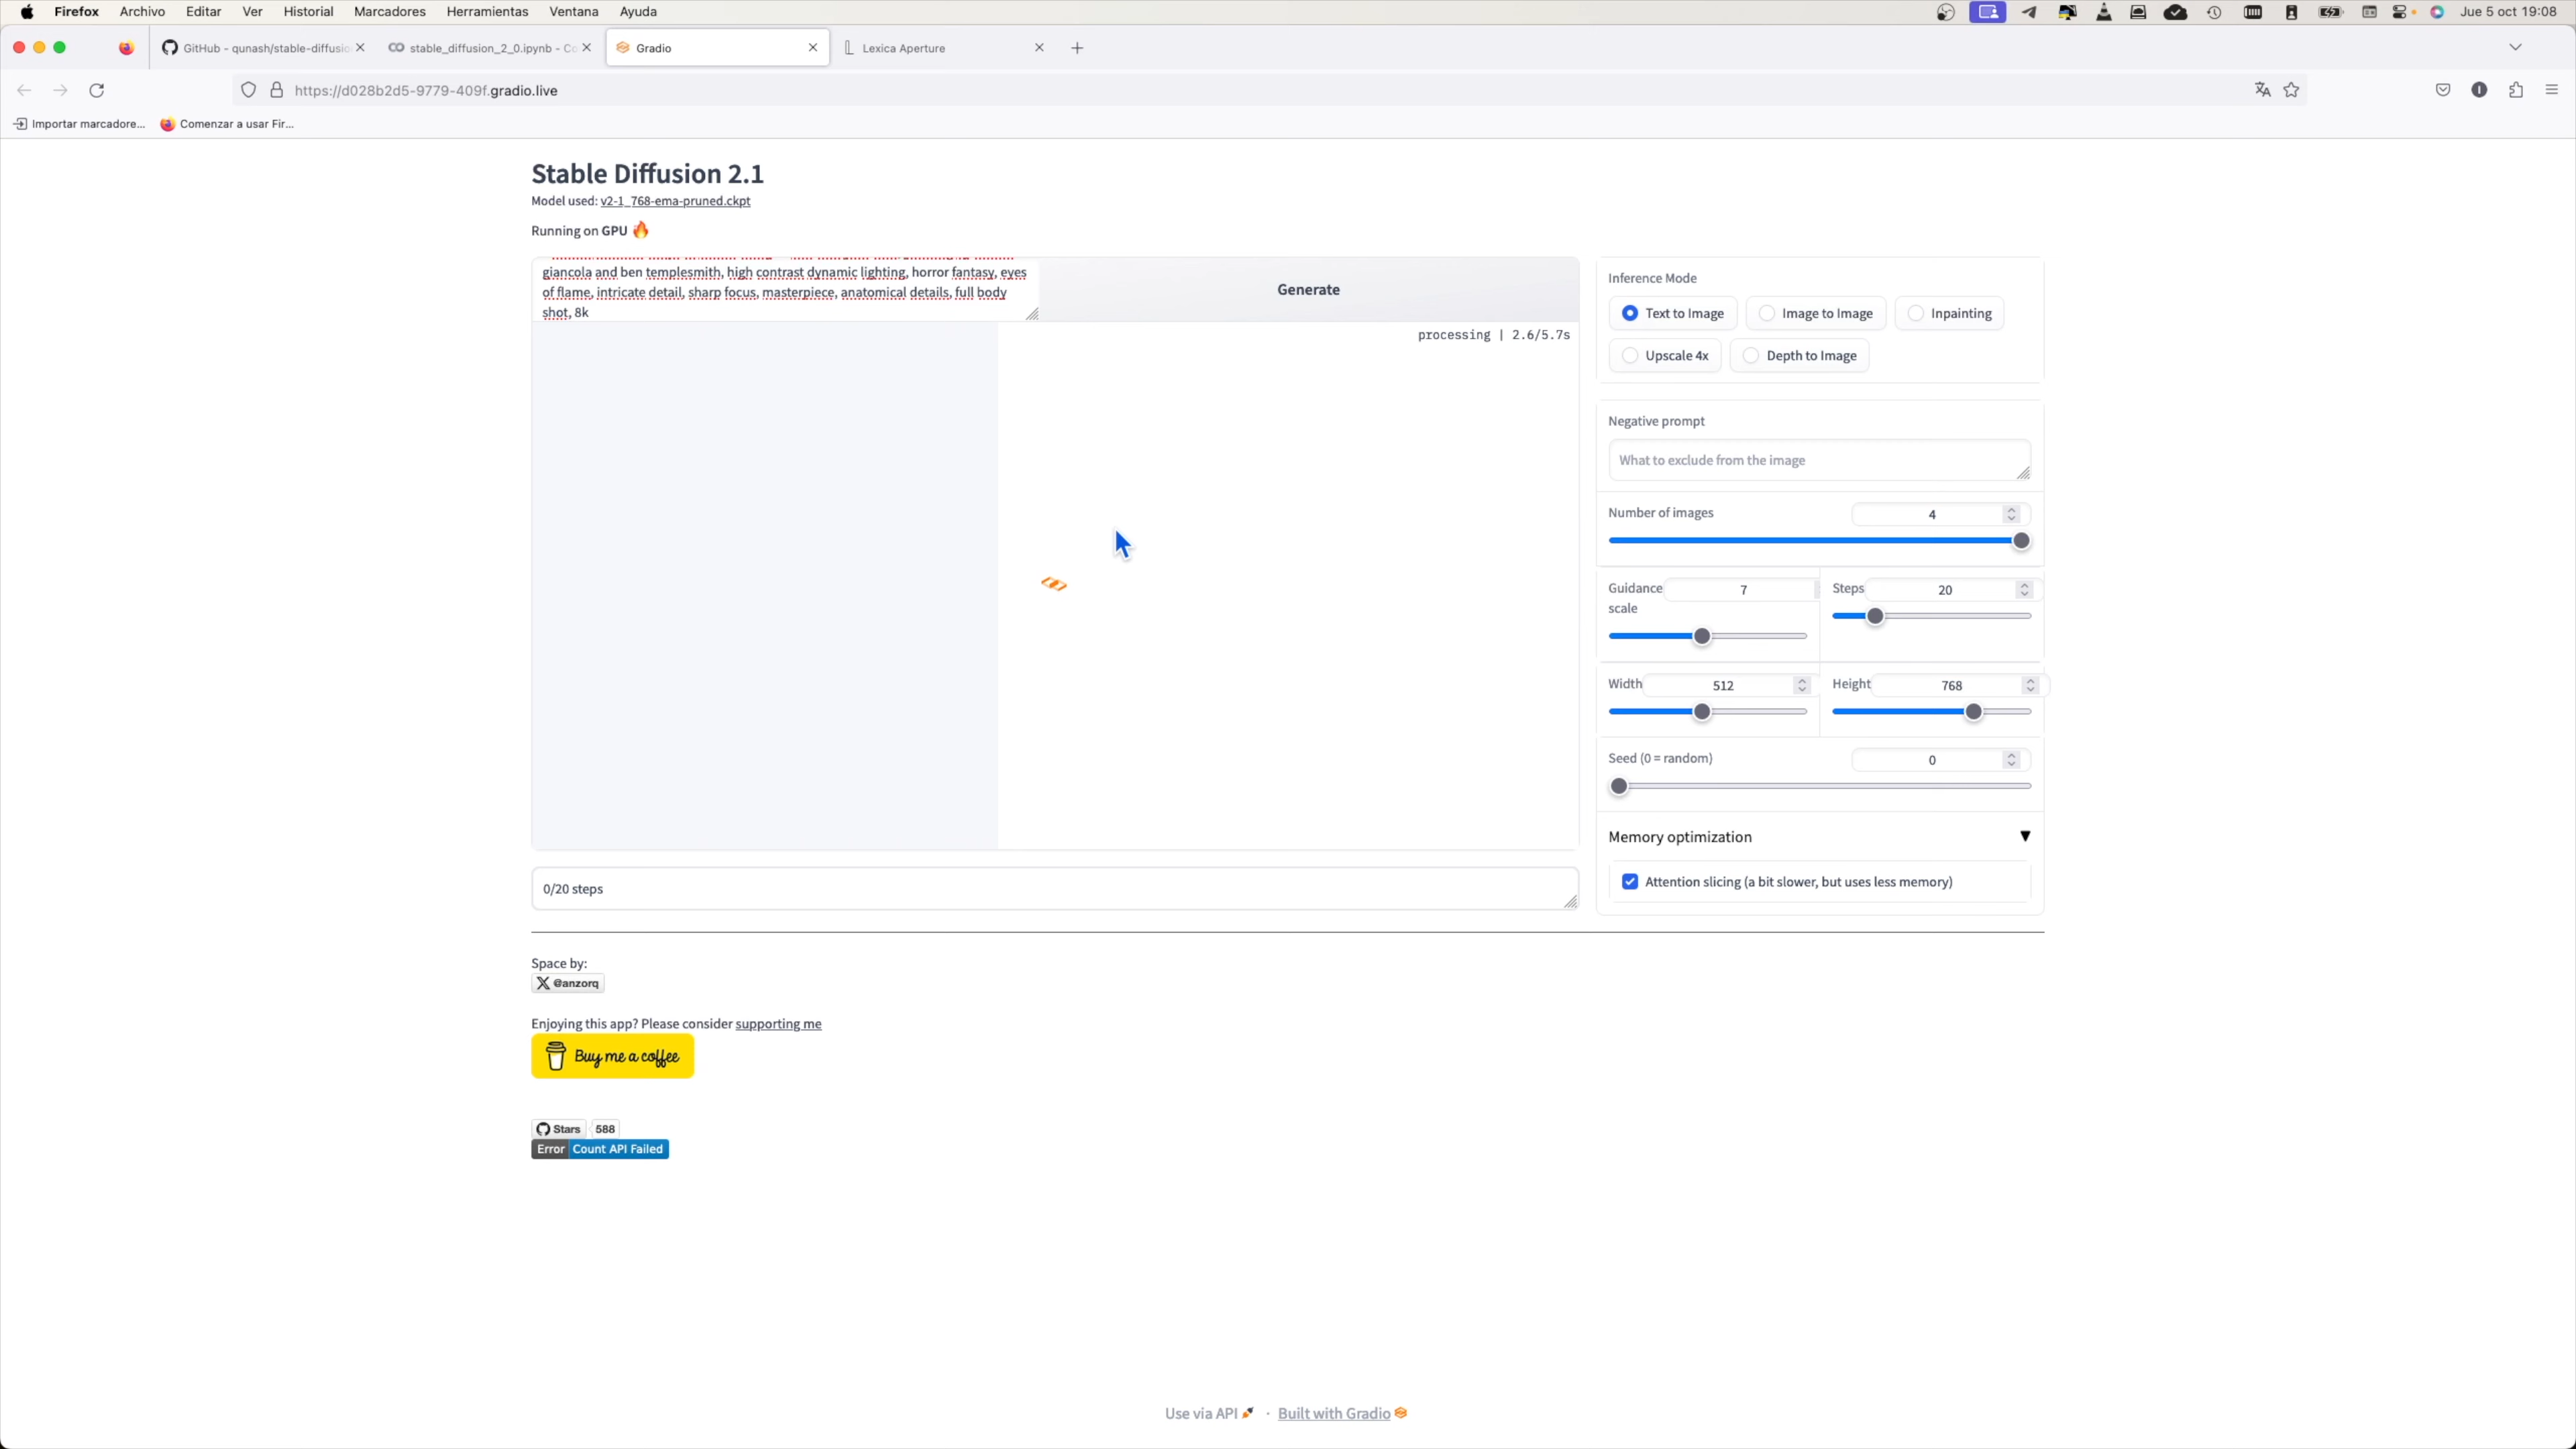 Firefox Archivo Editar Ver Historial Marcadores Herramientas Ventana Ayuda Jue 5 oct 19:08
GitHub - qunash/stable-diffusio stable_diffusion_2_0.ipynb - Co Gradio Lexica Aperture
https://d028b2d5-9779-409f.gradio.live
Importar marcadore... Comenzar a usar Fir...
Stable Diffusion 2.1
Model used: v2-1_768-ema-pruned.ckpt
Running on GPU 🔥
giancola and ben templesmith, high contrast dynamic lighting, horror fantasy, eyes
of flame, intricate detail, sharp focus, masterpiece, anatomical details, full body
shot, 8k
Generate
processing | 2.6/5.7s
0/20 steps
Inference Mode
Text to Image Image to Image Inpainting
Upscale 4x Depth to Image
Negative prompt
What to exclude from the image
Number of images 4
Guidance scale 7 Steps 20
Width 512 Height 768
Seed (0 = random) 0
Memory optimization ▼
Attention slicing (a bit slower, but uses less memory)
Space by:
X @anzorq
Enjoying this app? Please consider supporting me
Buy me a coffee
Stars 588
Error Count API Failed
Use via API 🚀 · Built with Gradio